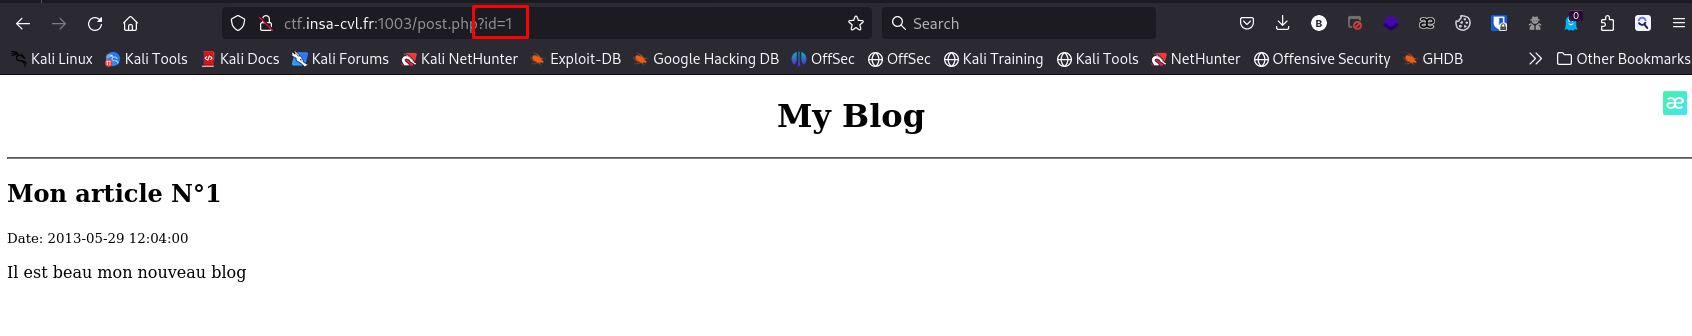 ctf.insa-cvl.fr:1003/post.php?id=1 Search B æ 0
Kali Linux Kali Tools Kali Docs Kali Forums Kali NetHunter Exploit-DB Google Hacking DB OffSec OffSec Kali Training Kali Tools NetHunter Offensive Security GHDB Other Bookmarks
My Blog
æ
Mon article N°1
Date: 2013-05-29 12:04:00
Il est beau mon nouveau blog